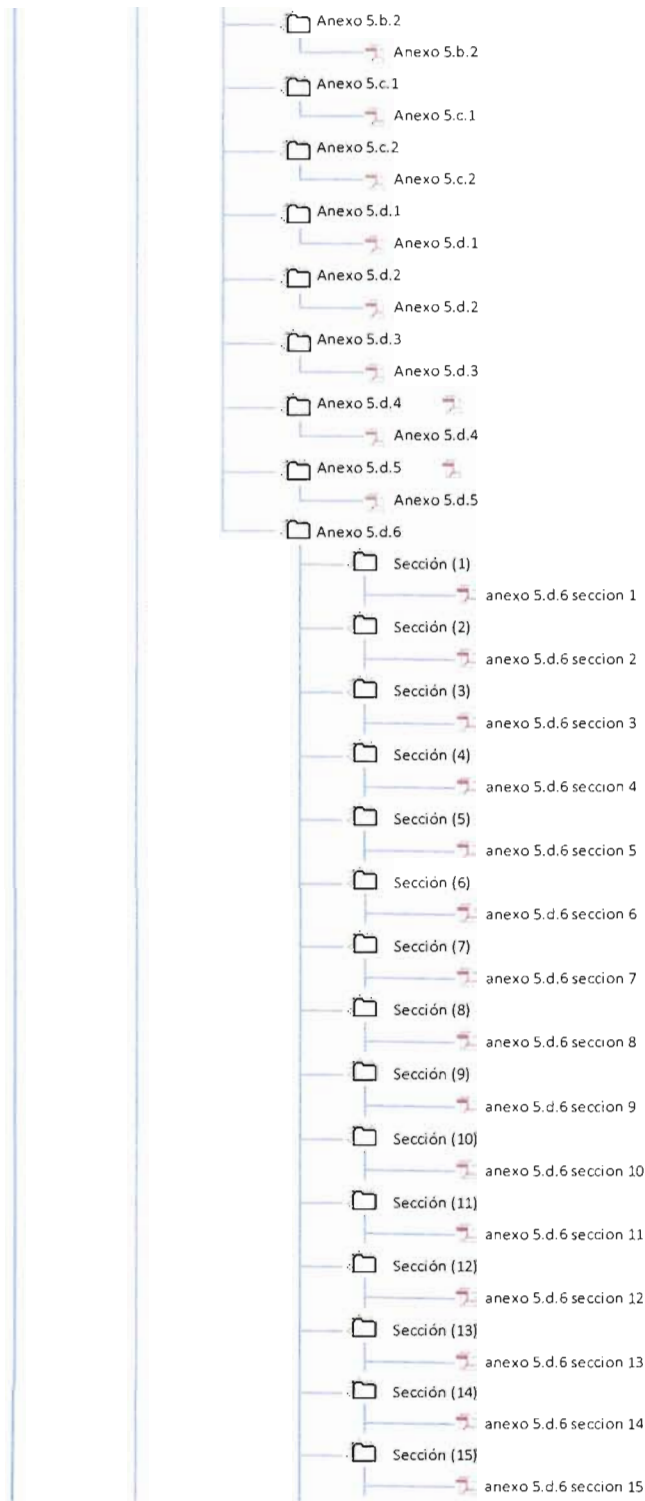 Anexo 5.b.2
Anexo 5.b.2
Anexo 5.c.1
Anexo 5.c.1
Anexo 5.c.2
Anexo 5.c.2
Anexo 5.d.1
Anexo 5.d.1
Anexo 5.d.2
Anexo 5.d.2
Anexo 5.d.3
Anexo 5.d.3
Anexo 5.d.4
Anexo 5.d.4
Anexo 5.d.5
Anexo 5.d.5
Anexo 5.d.6
Sección (1)
anexo 5.d.6 seccion 1
Sección (2)
anexo 5.d.6 seccion 2
Sección (3)
anexo 5.d.6 seccion 3
Sección (4)
anexo 5.d.6 seccion 4
Sección (5)
anexo 5.d.6 seccion 5
Sección (6)
anexo 5.d.6 seccion 6
Sección (7)
anexo 5.d.6 seccion 7
Sección (8)
anexo 5.d.6 seccion 8
Sección (9)
anexo 5.d.6 seccion 9
Sección (10)
anexo 5.d.6 seccion 10
Sección (11)
anexo 5.d.6 seccion 11
Sección (12)
anexo 5.d.6 seccion 12
Sección (13)
anexo 5.d.6 seccion 13
Sección (14)
anexo 5.d.6 seccion 14
Sección (15)
anexo 5.d.6 seccion 15